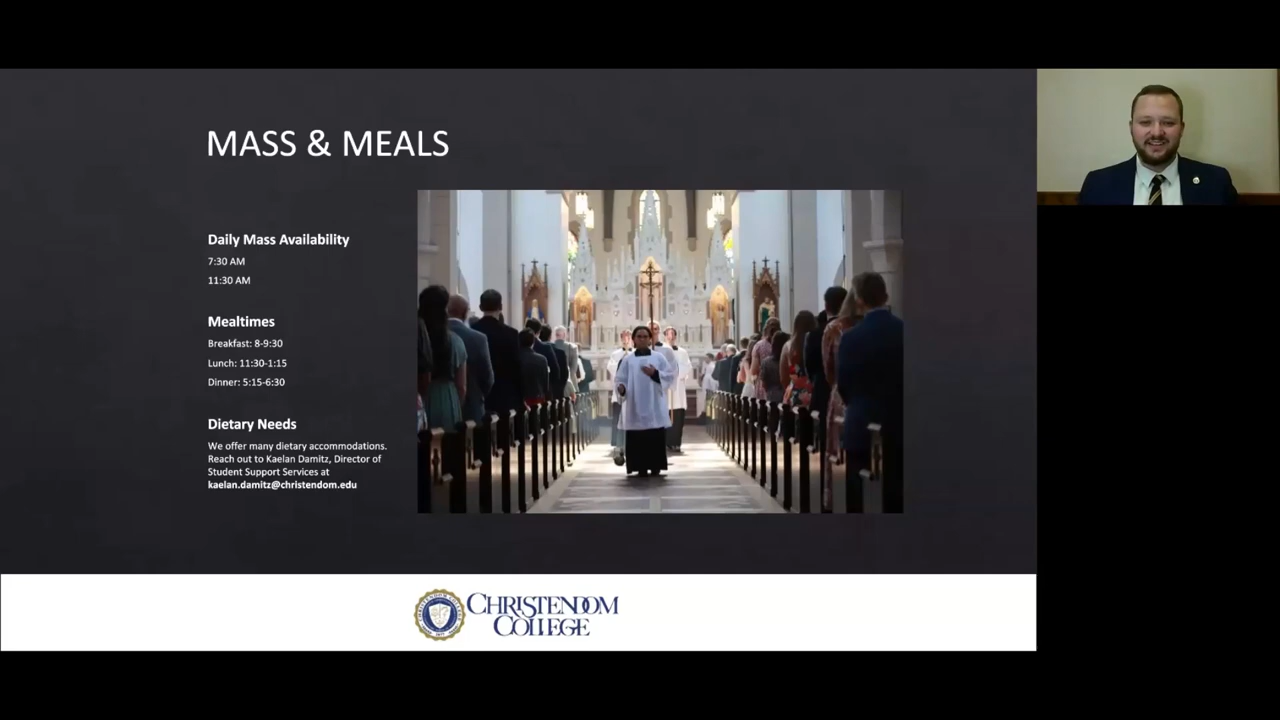 MASS & MEALS
Daily Mass Availability
7:30 AM
11:30 AM
Mealtimes
Breakfast: 8-9:30
Lunch: 11:30-1:15
Dinner: 5:15-6:30
Dietary Needs
We offer many dietary accommodations.
Reach out to Kaelan Damitz, Director of
Student Support Services at
kaelan.damitz@christendom.edu
CHRISTENDOM
COLLEGE